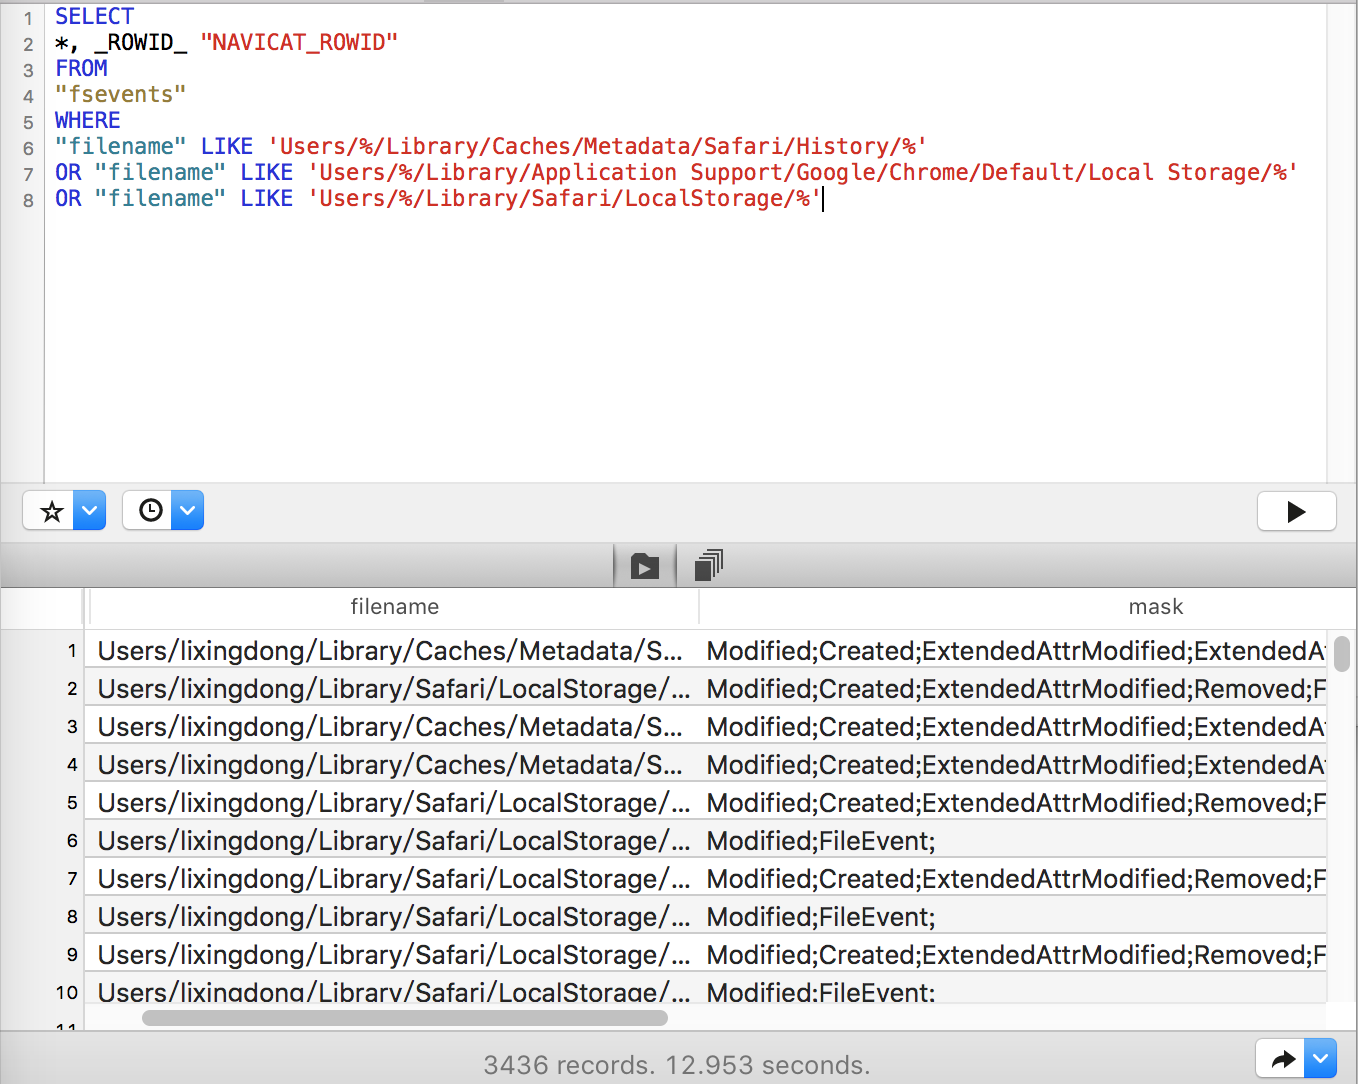 1 SELECT
2 *, _ROWID_ "NAVICAT_ROWID"
3 FROM
4 "fsevents"
5 WHERE
6 "filename" LIKE 'Users/%/Library/Caches/Metadata/Safari/History/%'
7 OR "filename" LIKE 'Users/%/Library/Application Support/Google/Chrome/Default/Local Storage/%'
8 OR "filename" LIKE 'Users/%/Library/Safari/LocalStorage/%'
filename mask
1 Users/lixingdong/Library/Caches/Metadata/S... Modified;Created;ExtendedAttrModified;ExtendedAt
2 Users/lixingdong/Library/Safari/LocalStorage/... Modified;Created;ExtendedAttrModified;Removed;F
3 Users/lixingdong/Library/Caches/Metadata/S... Modified;Created;ExtendedAttrModified;ExtendedAt
4 Users/lixingdong/Library/Caches/Metadata/S... Modified;Created;ExtendedAttrModified;ExtendedAt
5 Users/lixingdong/Library/Safari/LocalStorage/... Modified;Created;ExtendedAttrModified;Removed;F
6 Users/lixingdong/Library/Safari/LocalStorage/... Modified;FileEvent;
7 Users/lixingdong/Library/Safari/LocalStorage/... Modified;Created;ExtendedAttrModified;Removed;F
8 Users/lixingdong/Library/Safari/LocalStorage/... Modified;FileEvent;
9 Users/lixingdong/Library/Safari/LocalStorage/... Modified;Created;ExtendedAttrModified;Removed;F
10 Users/lixingdong/Library/Safari/LocalStorage/... Modified;FileEvent;
11
3436 records. 12.953 seconds.